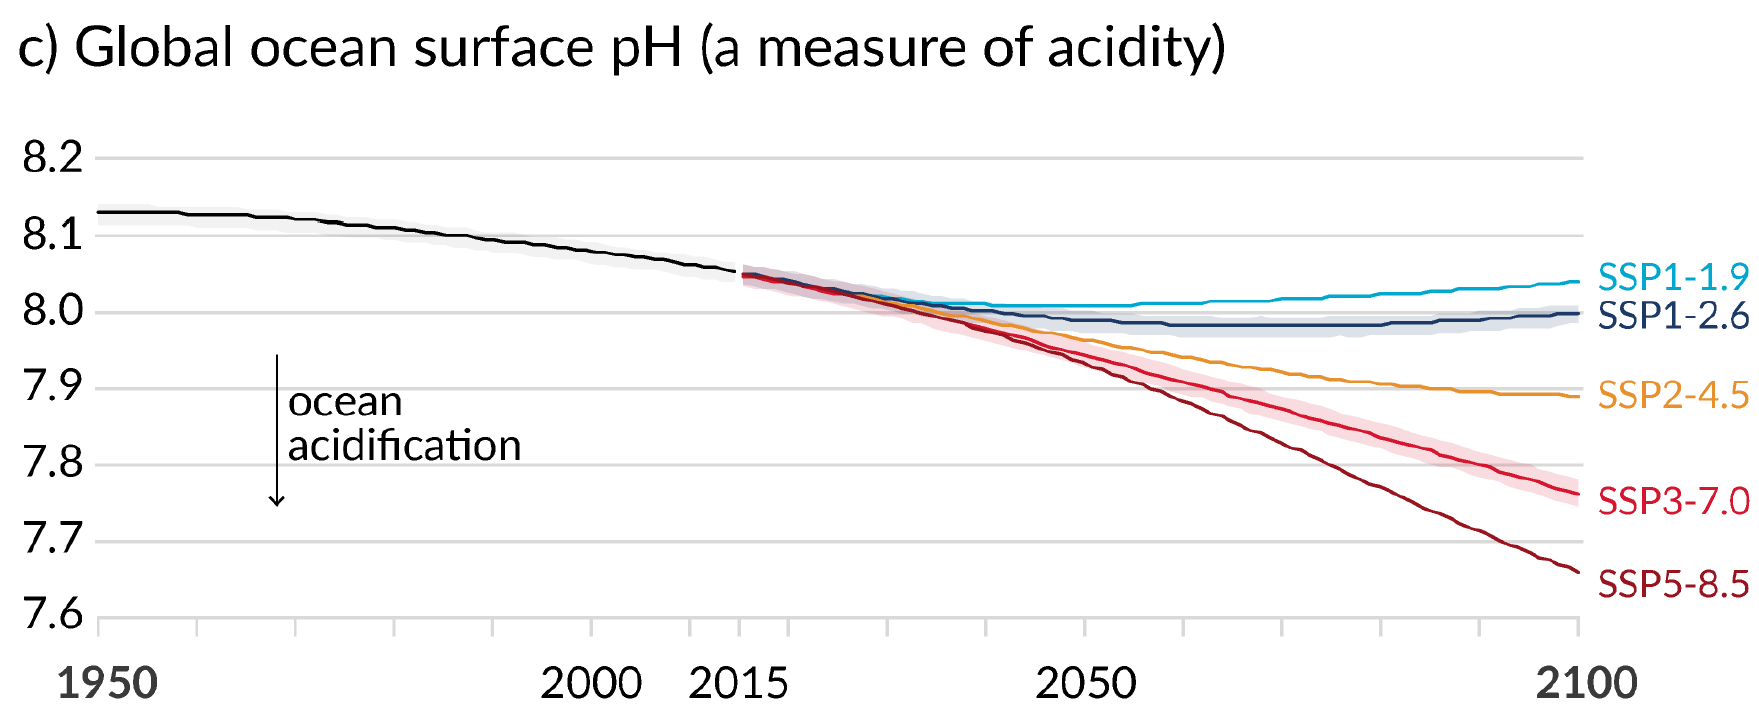 c) Global ocean surface pH (a measure of acidity)
8.2
8.1
8.0
7.9
7.8
7.7
7.6
ocean
acidification
SSP1-1.9
SSP1-2.6
SSP2-4.5
SSP3-7.0
SSP5-8.5
1950 2000 2015 2050 2100